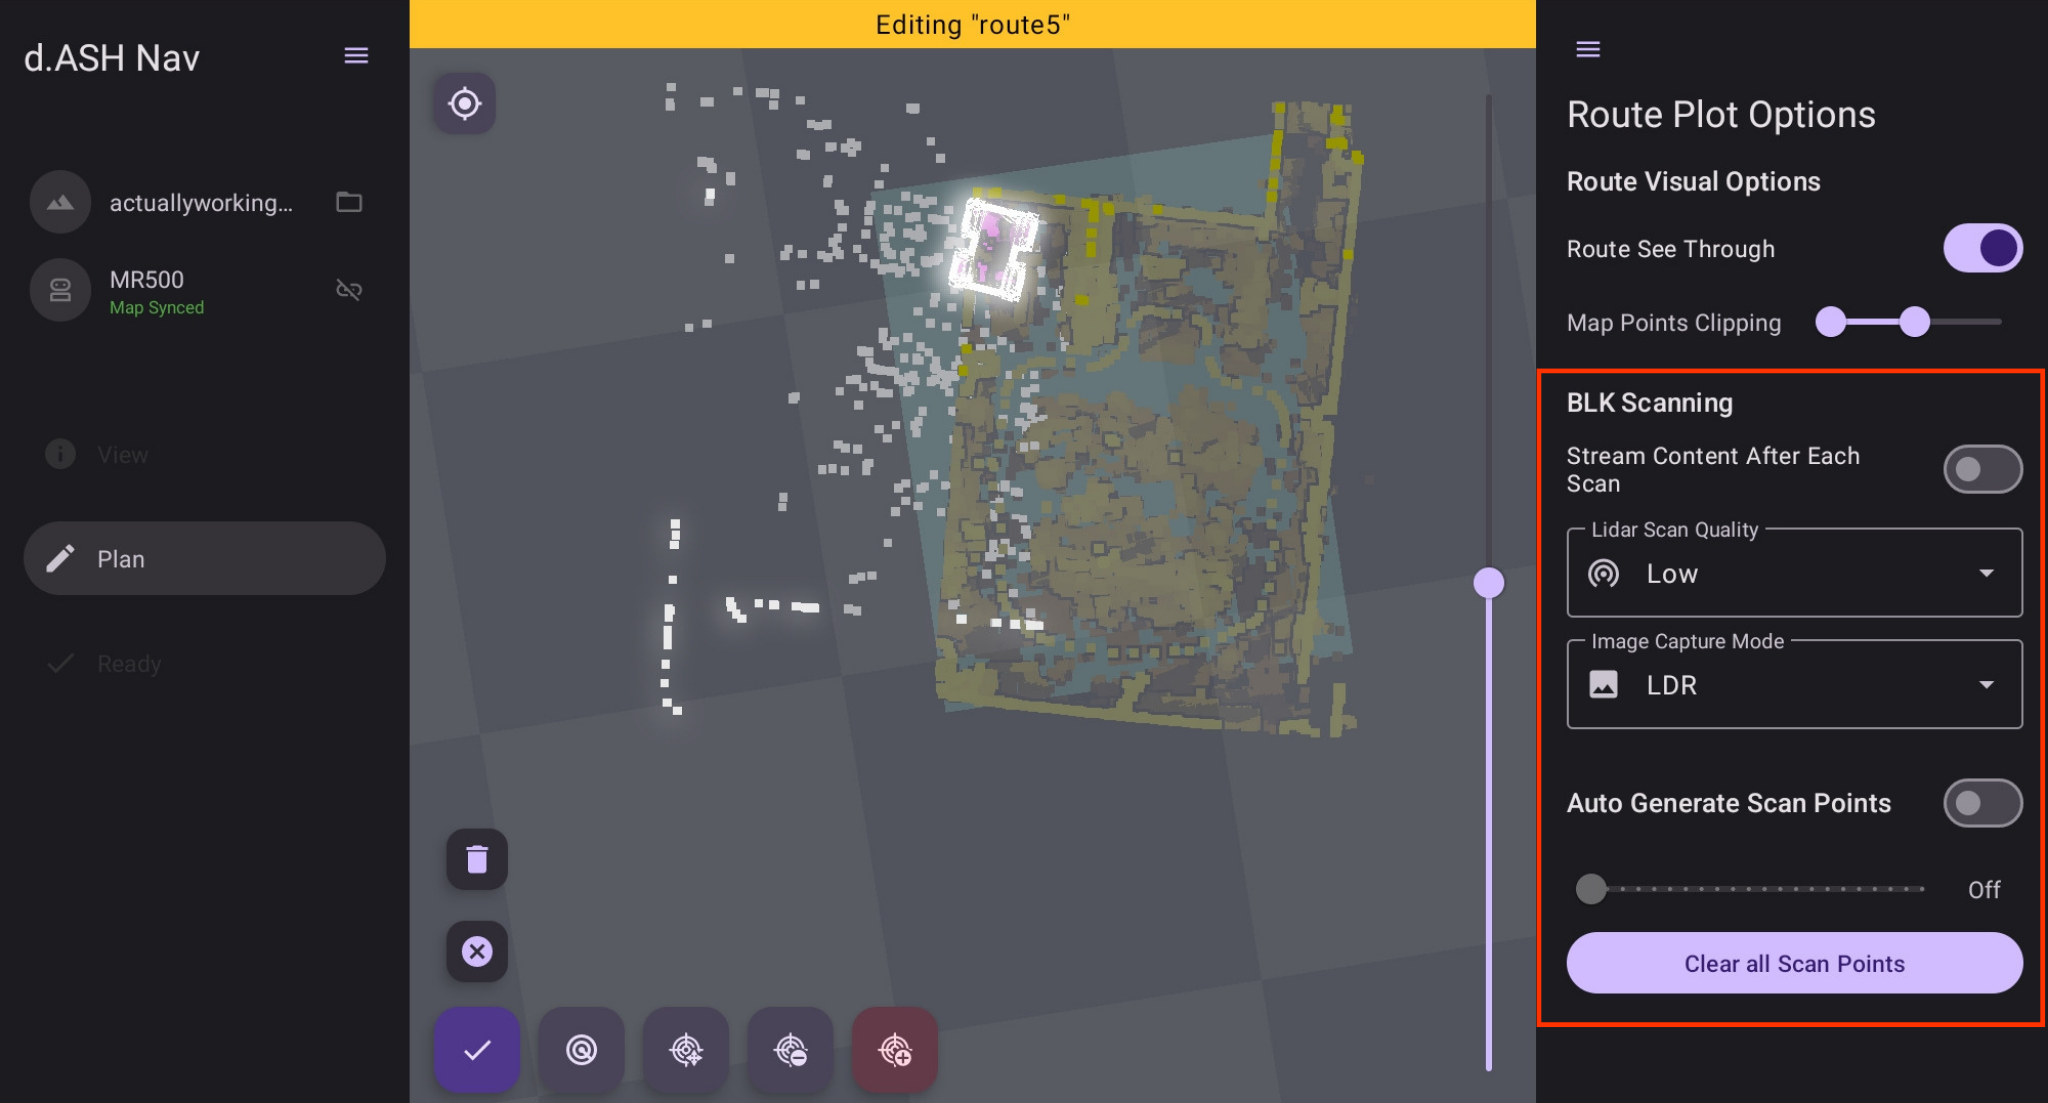 d.ASH Nav
actuallyworking...
MR500
Map Synced
View
Plan
Ready
Editing "route5"
Route Plot Options
Route Visual Options
Route See Through
Map Points Clipping
BLK Scanning
Stream Content After Each
Scan
Lidar Scan Quality
Low
Image Capture Mode
LDR
Auto Generate Scan Points
Off
Clear all Scan Points